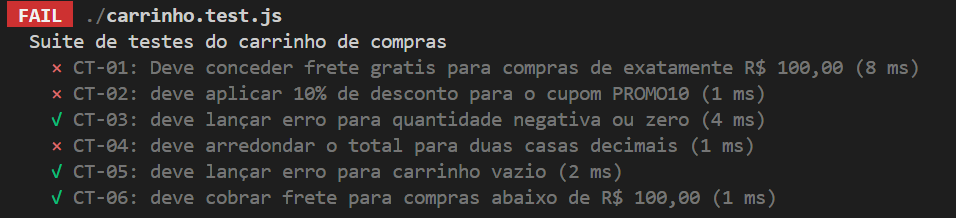 FAIL ./carrinho.test.js
Suite de testes do carrinho de compras
× CT-01: Deve conceder frete gratis para compras de exatamente R$ 100,00 (8 ms)
× CT-02: deve aplicar 10% de desconto para o cupom PROMO10 (1 ms)
√ CT-03: deve lançar erro para quantidade negativa ou zero (4 ms)
× CT-04: deve arredondar o total para duas casas decimais (1 ms)
√ CT-05: deve lançar erro para carrinho vazio (2 ms)
√ CT-06: deve cobrar frete para compras abaixo de R$ 100,00 (1 ms)